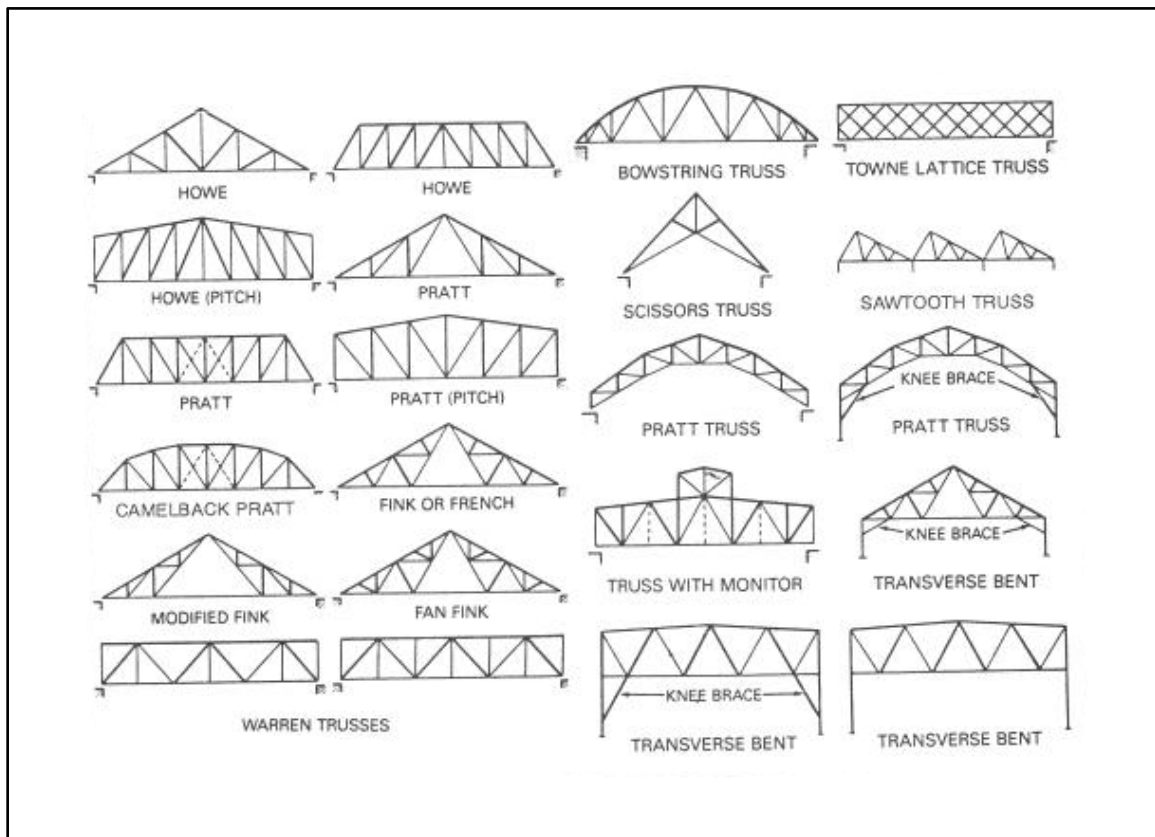 HOWE
HOWE
HOWE (PITCH)
PRATT
PRATT
PRATT (PITCH)
CAMELBACK PRATT
FINK OR FRENCH
MODIFIED FINK
FAN FINK
WARREN TRUSSES
BOWSTRING TRUSS
TOWNE LATTICE TRUSS
SCISSORS TRUSS
SAWTOOTH TRUSS
PRATT TRUSS
KNEE BRACE
PRATT TRUSS
TRUSS WITH MONITOR
KNEE BRACE
TRANSVERSE BENT
KNEE BRACE
TRANSVERSE BENT
TRANSVERSE BENT